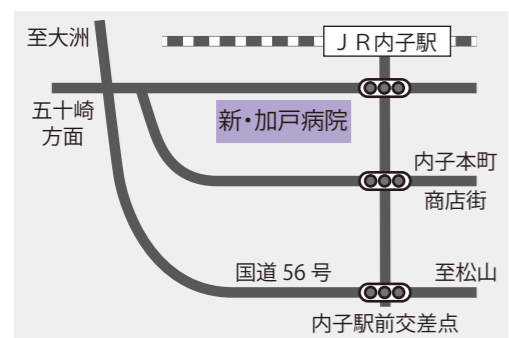 至大洲
ＪＲ内子駅
五十崎
方面
新・加戸病院
内子本町
商店街
国道 56 号
至松山
内子駅前交差点